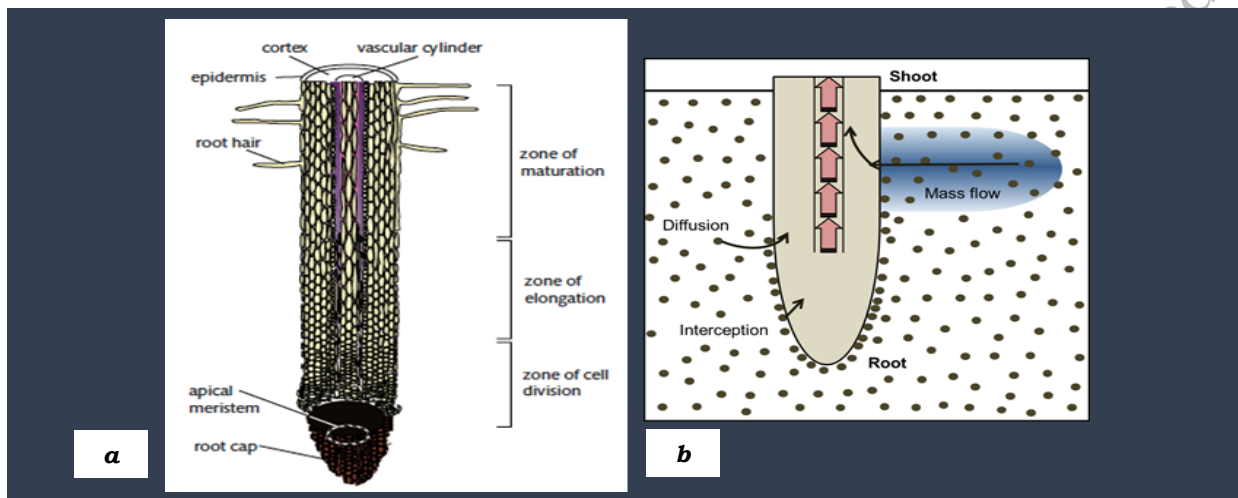 cortex
vascular cylinder
epidermis
root hair
zone of
maturation
zone of
elongation
zone of cell
division
apical
meristem
root cap
a
Shoot
Mass flow
Diffusion
Interception
Root
b